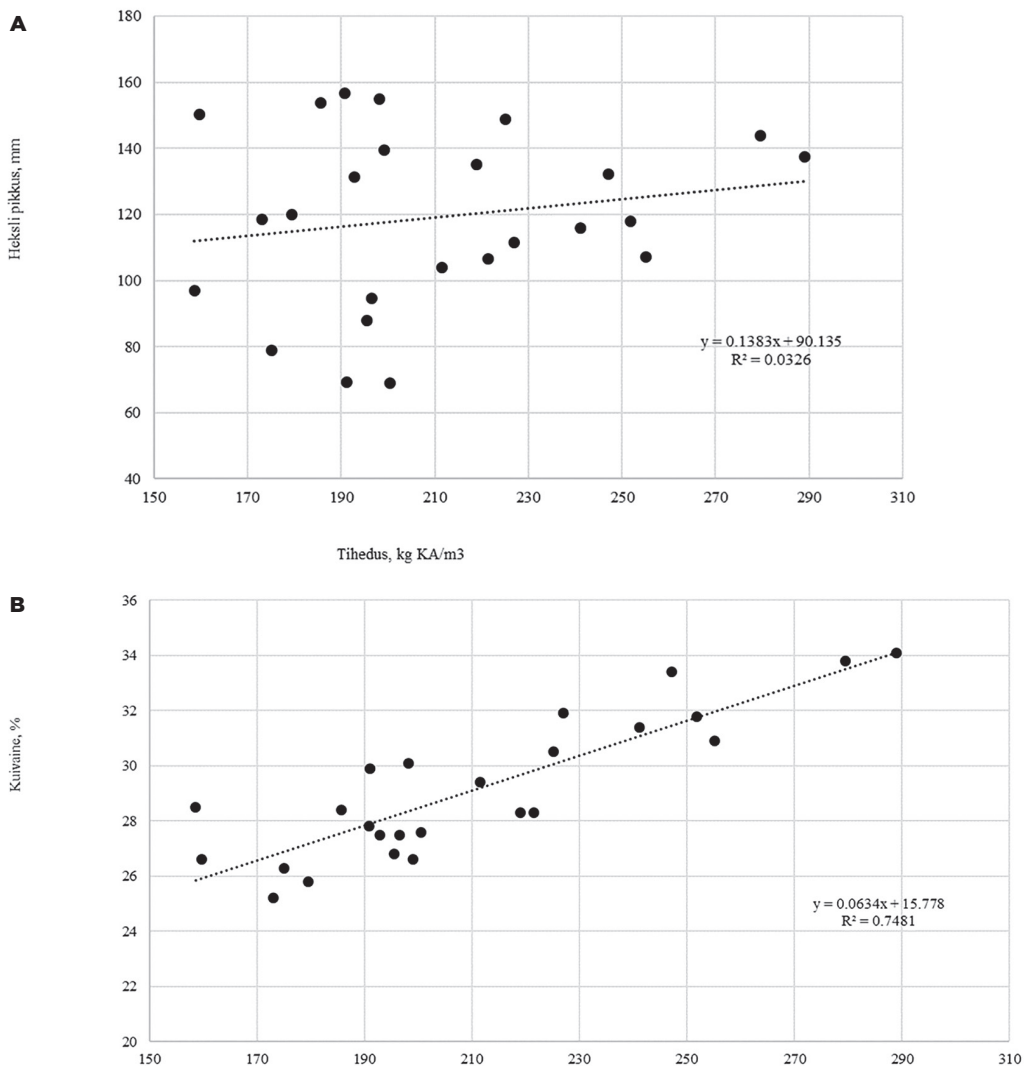 A
Heksli pikkus, mm
180
160
140
120
100
80
60
40
y = 0.1383x + 90.135
R² = 0.0326
150 170 190 210 230 250 270 290 310
Tihedus, kg KA/m3
B
Kuivaine, %
36
34
32
30
28
26
24
22
20
y = 0.0634x + 15.778
R² = 0.7481
150 170 190 210 230 250 270 290 310